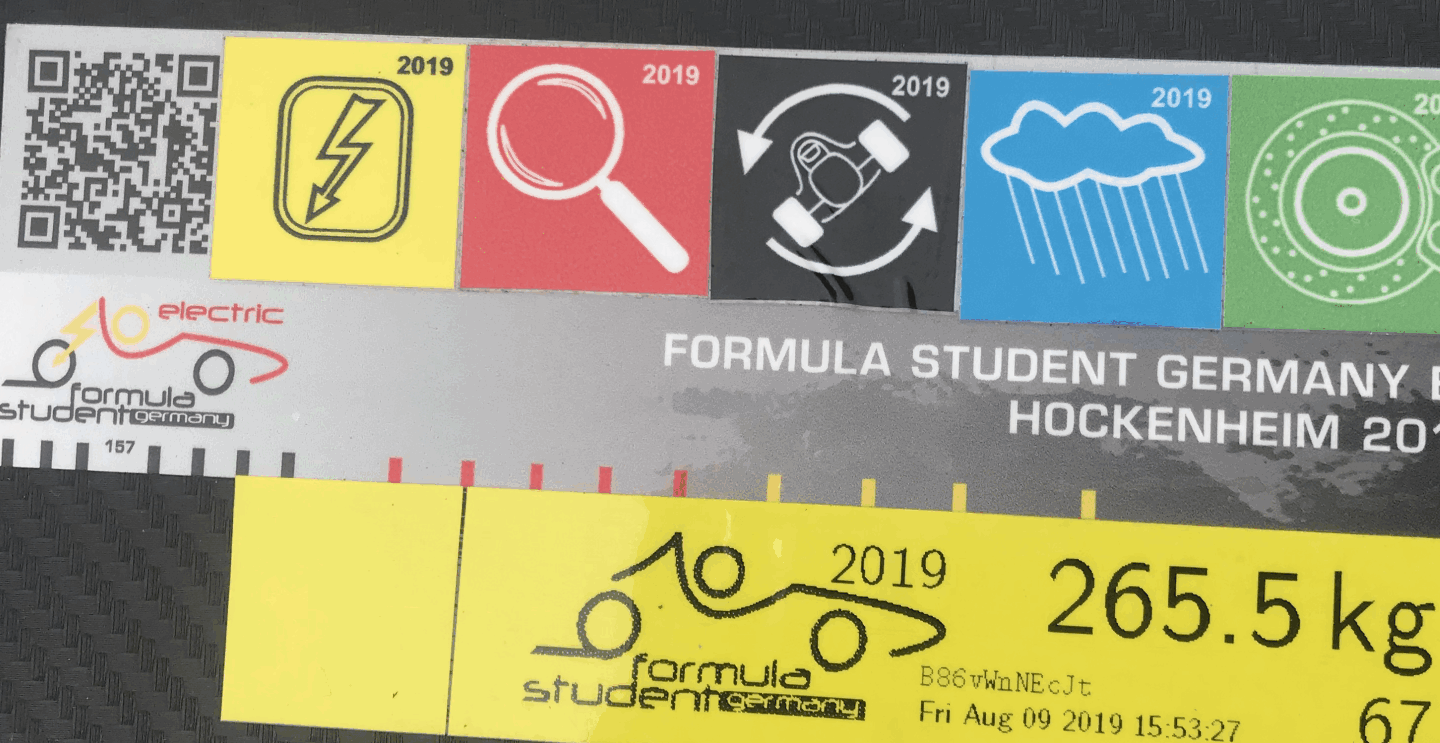 2019
2019
2019
2019
20
electric
formula
student germany
157
FORMULA STUDENT GERMANY E
HOCKENHEIM 201
2019
265.5 kg
formula
student germany
B86vWnNEcJt
Fri Aug 09 2019 15:53:27
67